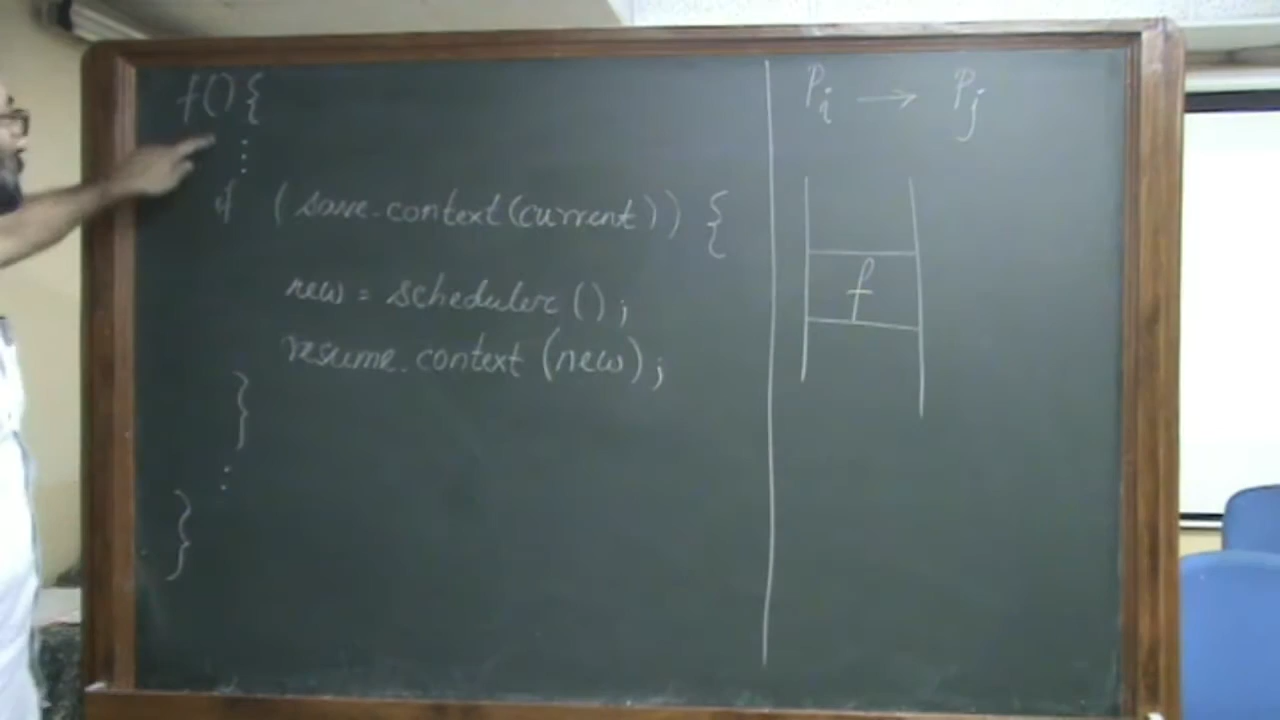 f() {
⋮
if (save_context(current)) {
new = scheduler();
resume_context(new);
}
⋮
}
Pi → Pj
f